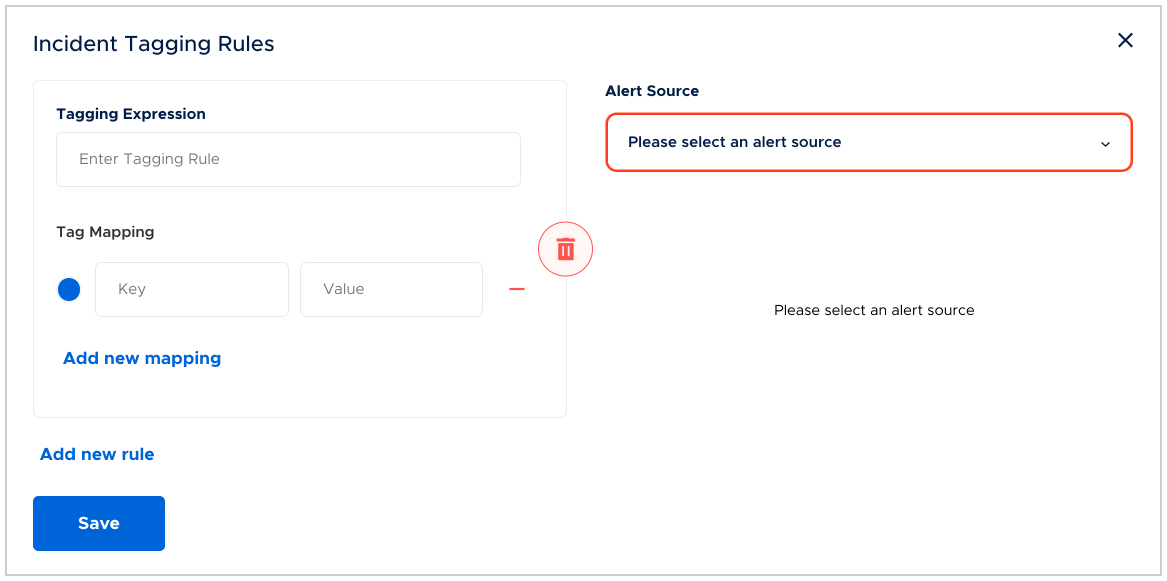 Incident Tagging Rules
Tagging Expression
Enter Tagging Rule
Tag Mapping
Key
Value
Add new mapping
Add new rule
Save
Alert Source
Please select an alert source
Please select an alert source